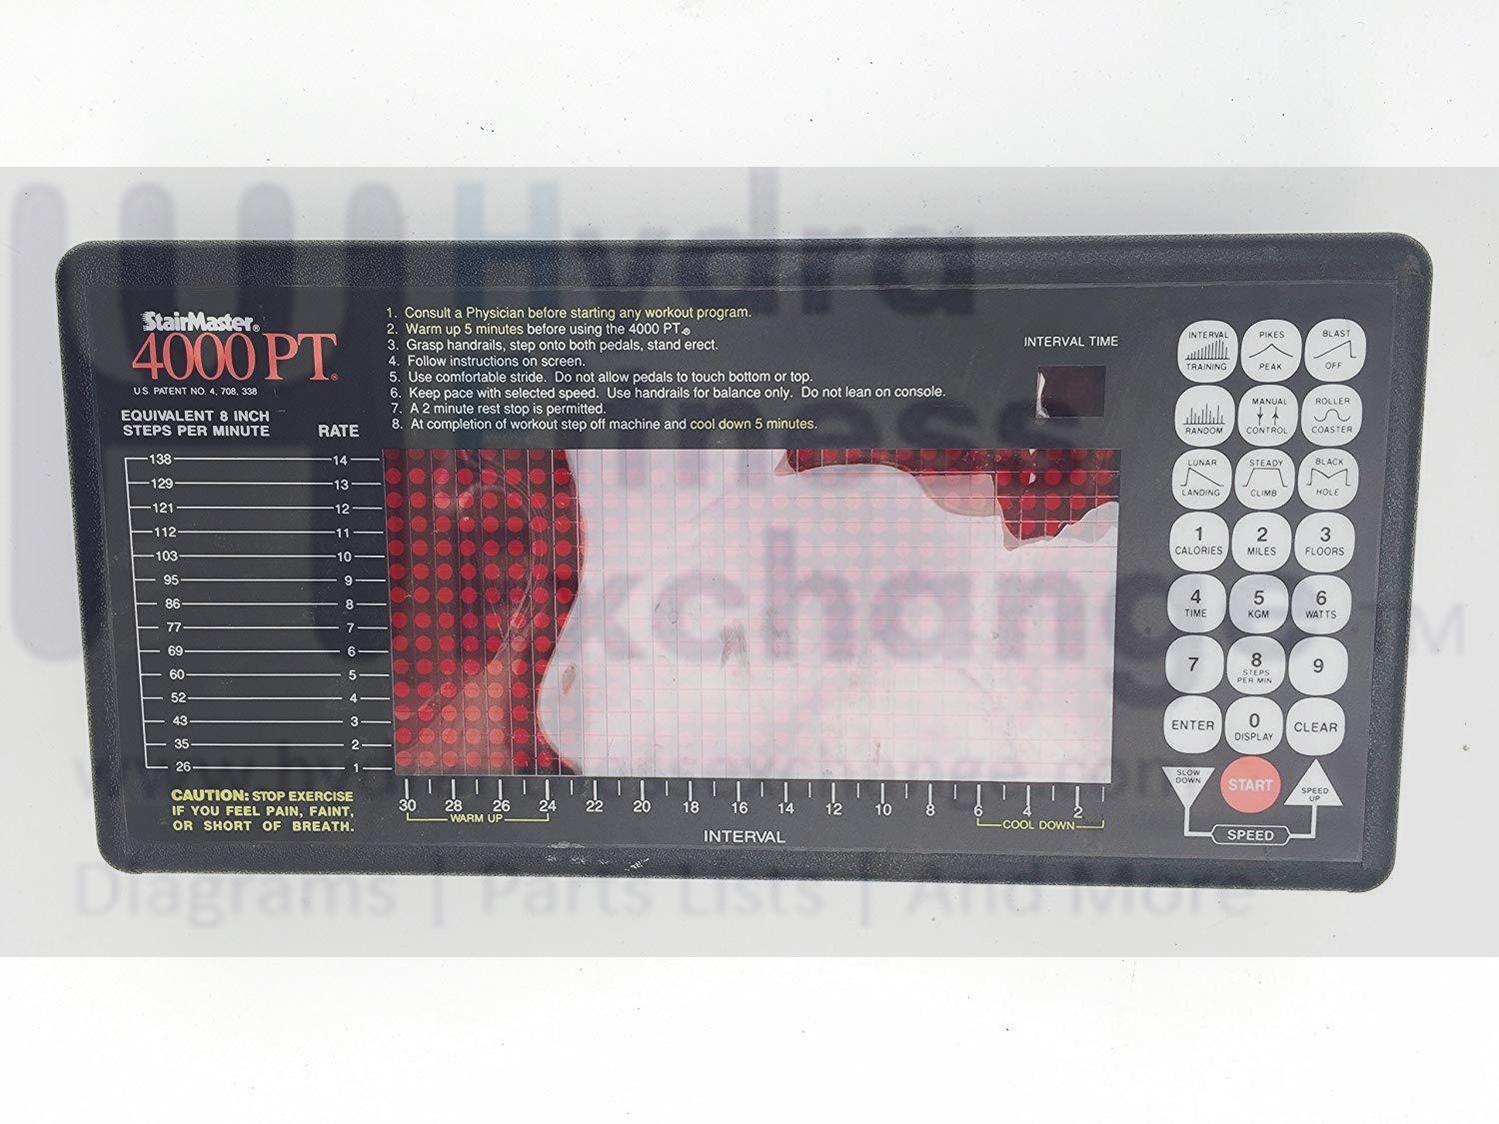 StairMaster®
4000 PT®
U.S. PATENT NO. 4, 708, 338
1. Consult a Physician before starting any workout program.
2. Warm up 5 minutes before using the 4000 PT®
3. Grasp handrails, step onto both pedals, stand erect.
4. Follow instructions on screen.
5. Use comfortable stride. Do not allow pedals to touch bottom or top.
6. Keep pace with selected speed. Use handrails for balance only. Do not lean on console.
7. A 2 minute rest stop is permitted.
8. At completion of workout step off machine and cool down 5 minutes.
INTERVAL TIME
EQUIVALENT 8 INCH
STEPS PER MINUTE RATE
138 14
129 13
121 12
112 11
103 10
95 9
86 8
77 7
69 6
60 5
52 4
43 3
35 2
26 1
CAUTION: STOP EXERCISE
IF YOU FEEL PAIN, FAINT,
OR SHORT OF BREATH.
30 28 26 24 22 20 18 16 14 12 10 8 6 4 2
WARM UP COOL DOWN
INTERVAL
INTERVAL TRAINING
PIKES PEAK
BLAST OFF
RANDOM
MANUAL CONTROL
ROLLER COASTER
LUNAR LANDING
STEADY CLIMB
BLACK HOLE
1 CALORIES
2 MILES
3 FLOORS
4 TIME
5 KGM
6 WATTS
7
8 STEPS PER MIN
9
ENTER
0 DISPLAY
CLEAR
SLOW DOWN
START
SPEED UP
SPEED
Hydra
Diagrams | Parts Lists | And More